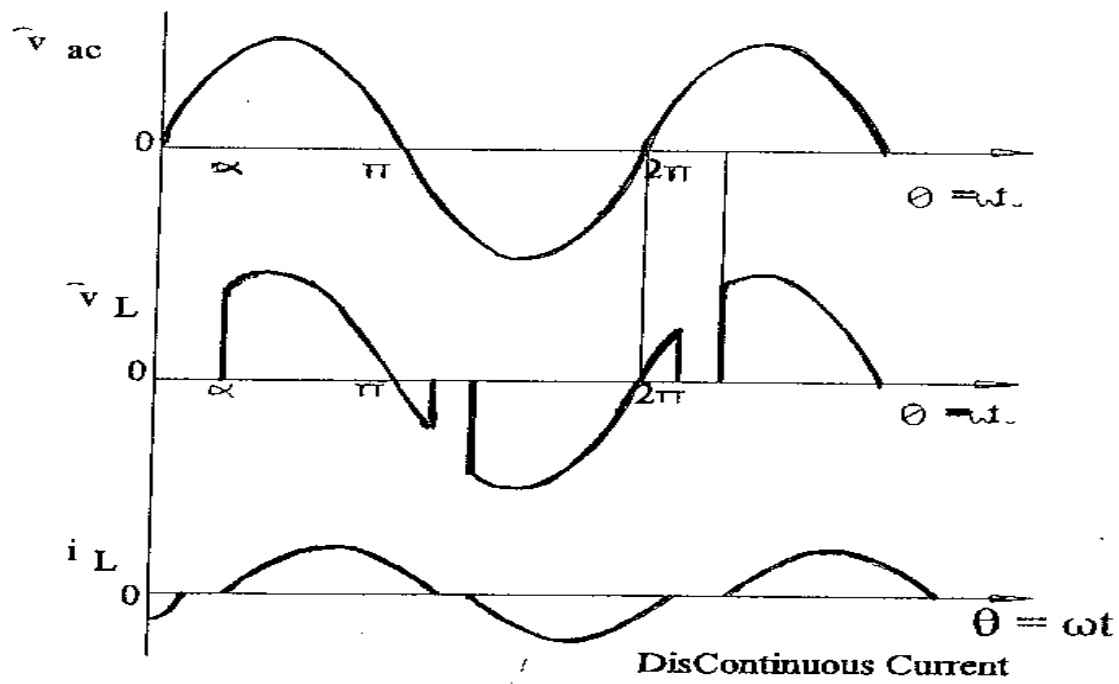 v ac
0
α π 2π
θ = ωt
v L
0
α π 2π
θ = ωt
i L
0
θ = ωt
DisContinuous Current